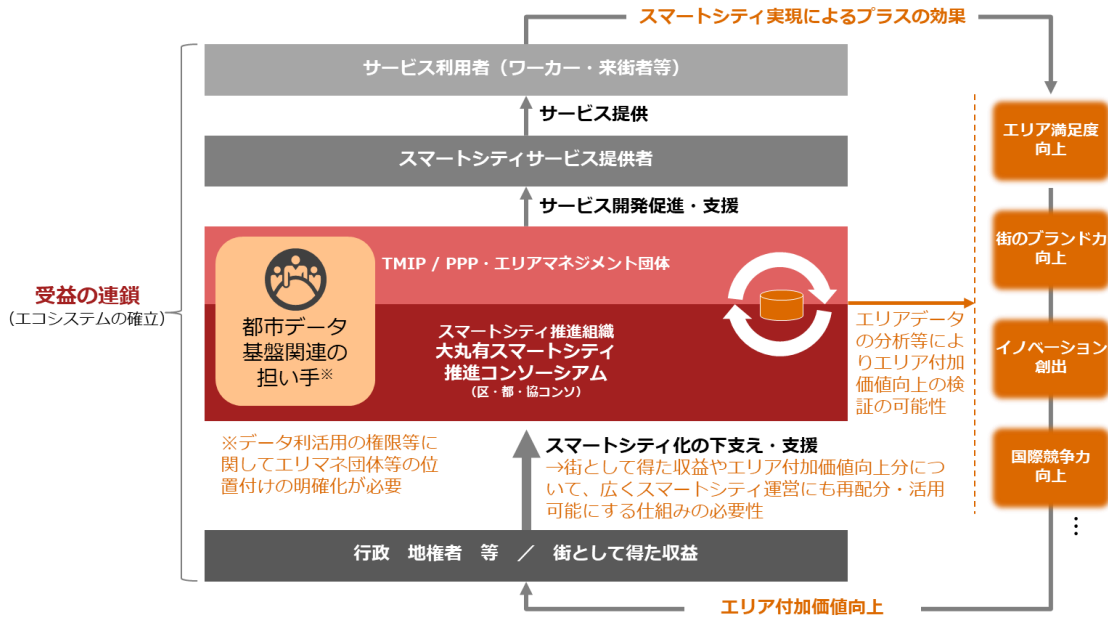 スマートシティ実現によるプラスの効果
サービス利用者（ワーカー・来街者等）
サービス提供
スマートシティサービス提供者
サービス開発促進・支援
TMIP / PPP・エリアマネジメント団体
都市データ
基盤関連の
担い手※
スマートシティ推進組織
大丸有スマートシティ
推進コンソーシアム
（区・都・協コンソ）
受益の連鎖
（エコシステムの確立）
エリアデータ
の分析等によ
りエリア付加
価値向上の検
証の可能性
エリア満足度
向上
街のブランド力
向上
イノベーション
創出
国際競争力
向上
⋮
※データ利活用の権限等に
関してエリマネ団体等の位
置付けの明確化が必要
スマートシティ化の下支え・支援
→街として得た収益やエリア付加価値向上分につ
いて、広くスマートシティ運営にも再配分・活用
可能にする仕組みの必要性
行政　地権者　等　／　街として得た収益
エリア付加価値向上